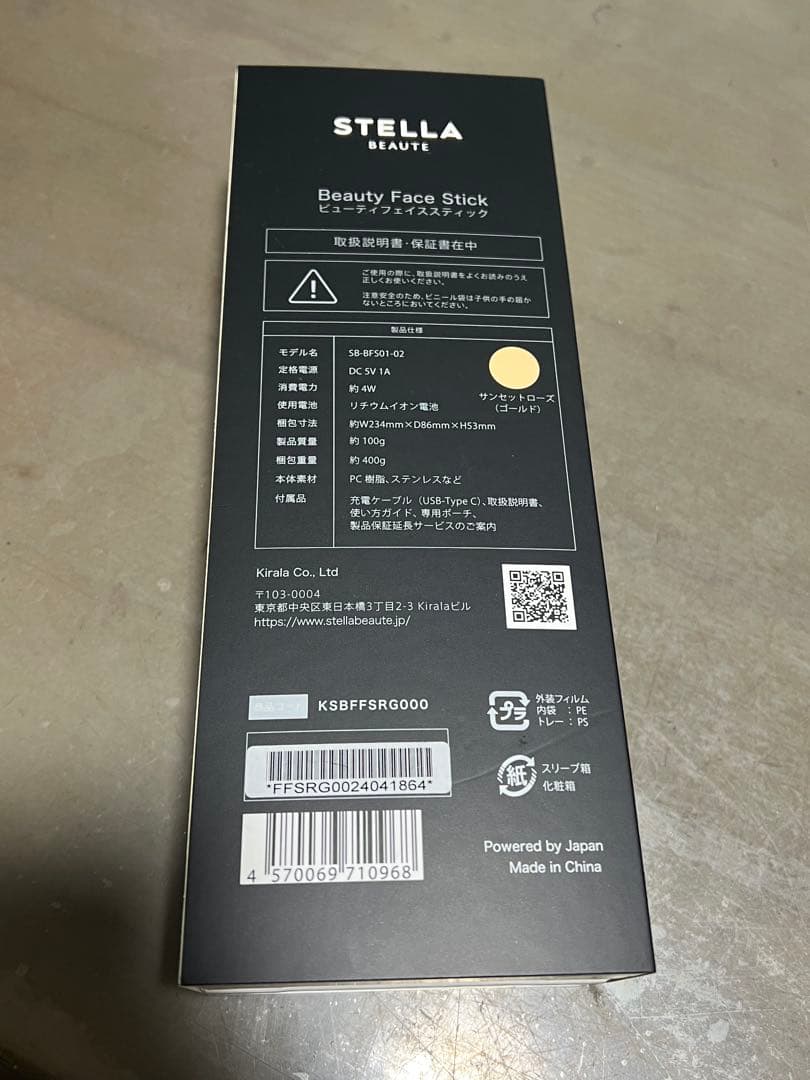 STELLA
BEAUTÉ
Beauty Face Stick
ビューティフェイススティック
取扱説明書・保証書在中
ご使用の際に、取扱説明書をよくお読みのうえ
正しくお使いください。
注意安全のため、ビニール袋は子供の手の届か
ないところにおいてください。
製品仕様
モデル名 SB-BFS01-02
定格電源 DC 5V 1A
消費電力 約 4W
使用電池 リチウムイオン電池
梱包寸法 約W234mm×D86mm×H53mm
製品質量 約 100g
梱包重量 約 400g
本体素材 PC 樹脂、ステンレスなど
付属品 充電ケーブル（USB-Type C）、取扱説明書、
使い方ガイド、専用ポーチ、
製品保証延長サービスのご案内
サンセットローズ
（ゴールド）
Kirala Co., Ltd
〒103-0004
東京都中央区東日本橋3丁目2-3 Kiralaビル
https://www.stellabeaute.jp/
商品コード KSBFFSRG000
*FFSRG0024041864*
4 570069 710968
プラ
外装フィルム
内袋 : PE
トレー : PS
紙
スリーブ箱
化粧箱
Powered by Japan
Made in China